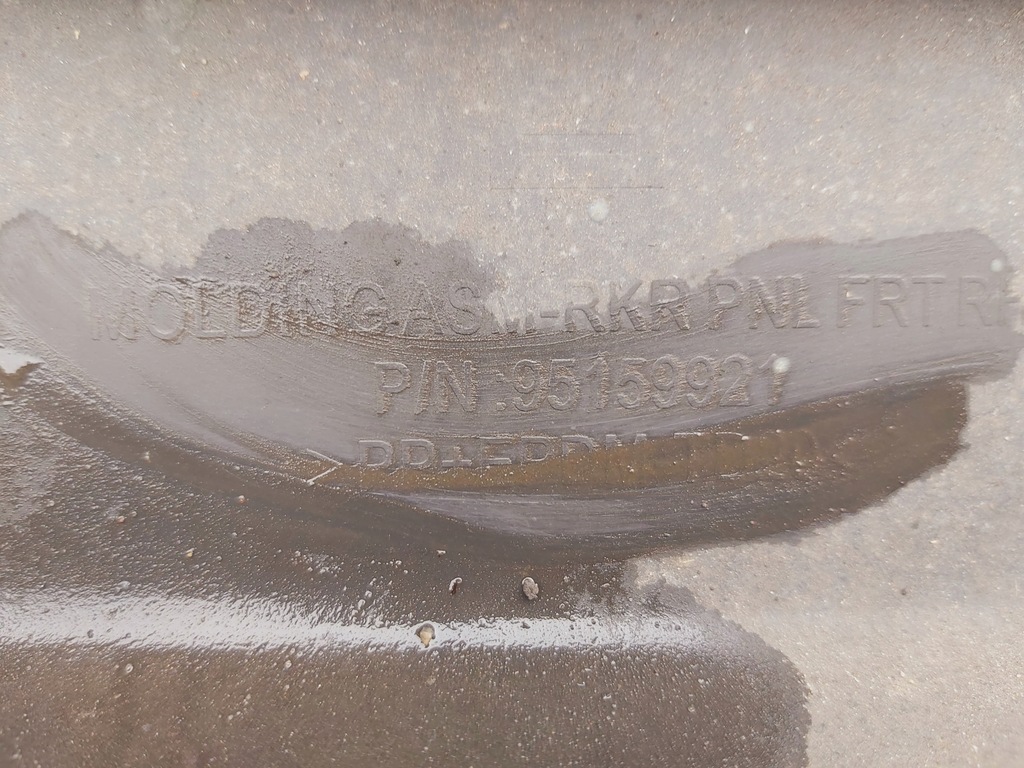 MOLDING ASM-RKR PNL FRT RH
P/N :95159921